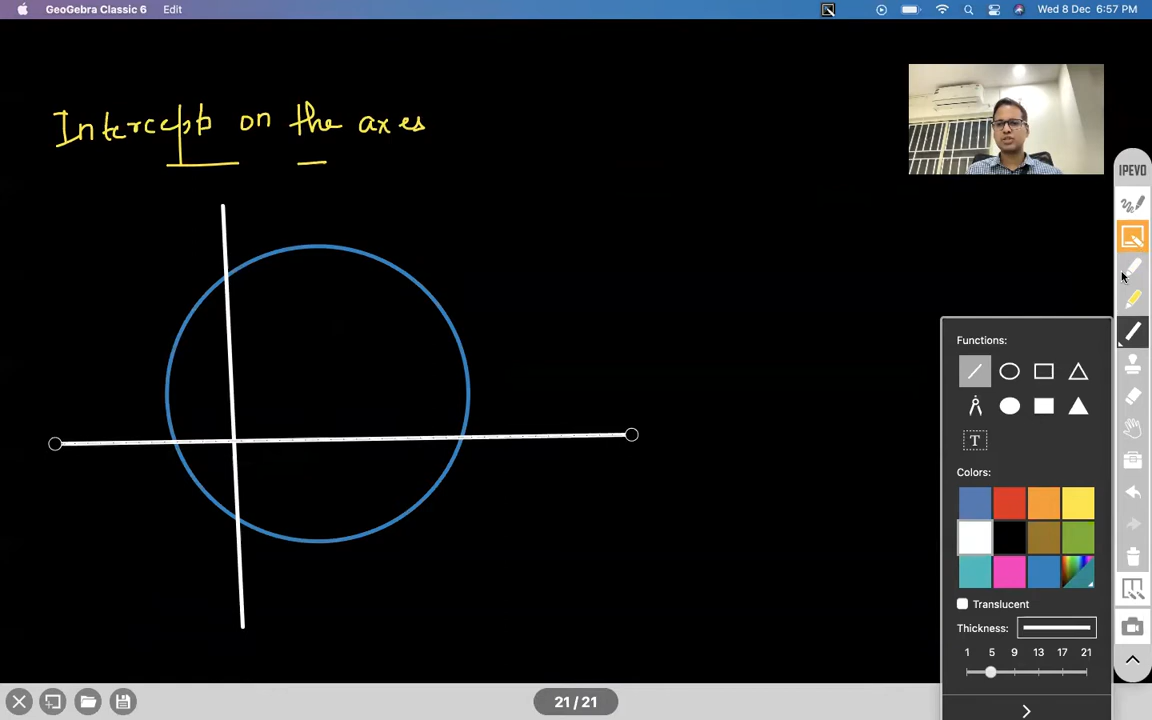 GeoGebra Classic 6 Edit
Wed 8 Dec 6:57 PM
Intercepts on the axes
IPEVO
Functions:
T
Colors:
Translucent
Thickness:
1 5 9 13 17 21
21 / 21